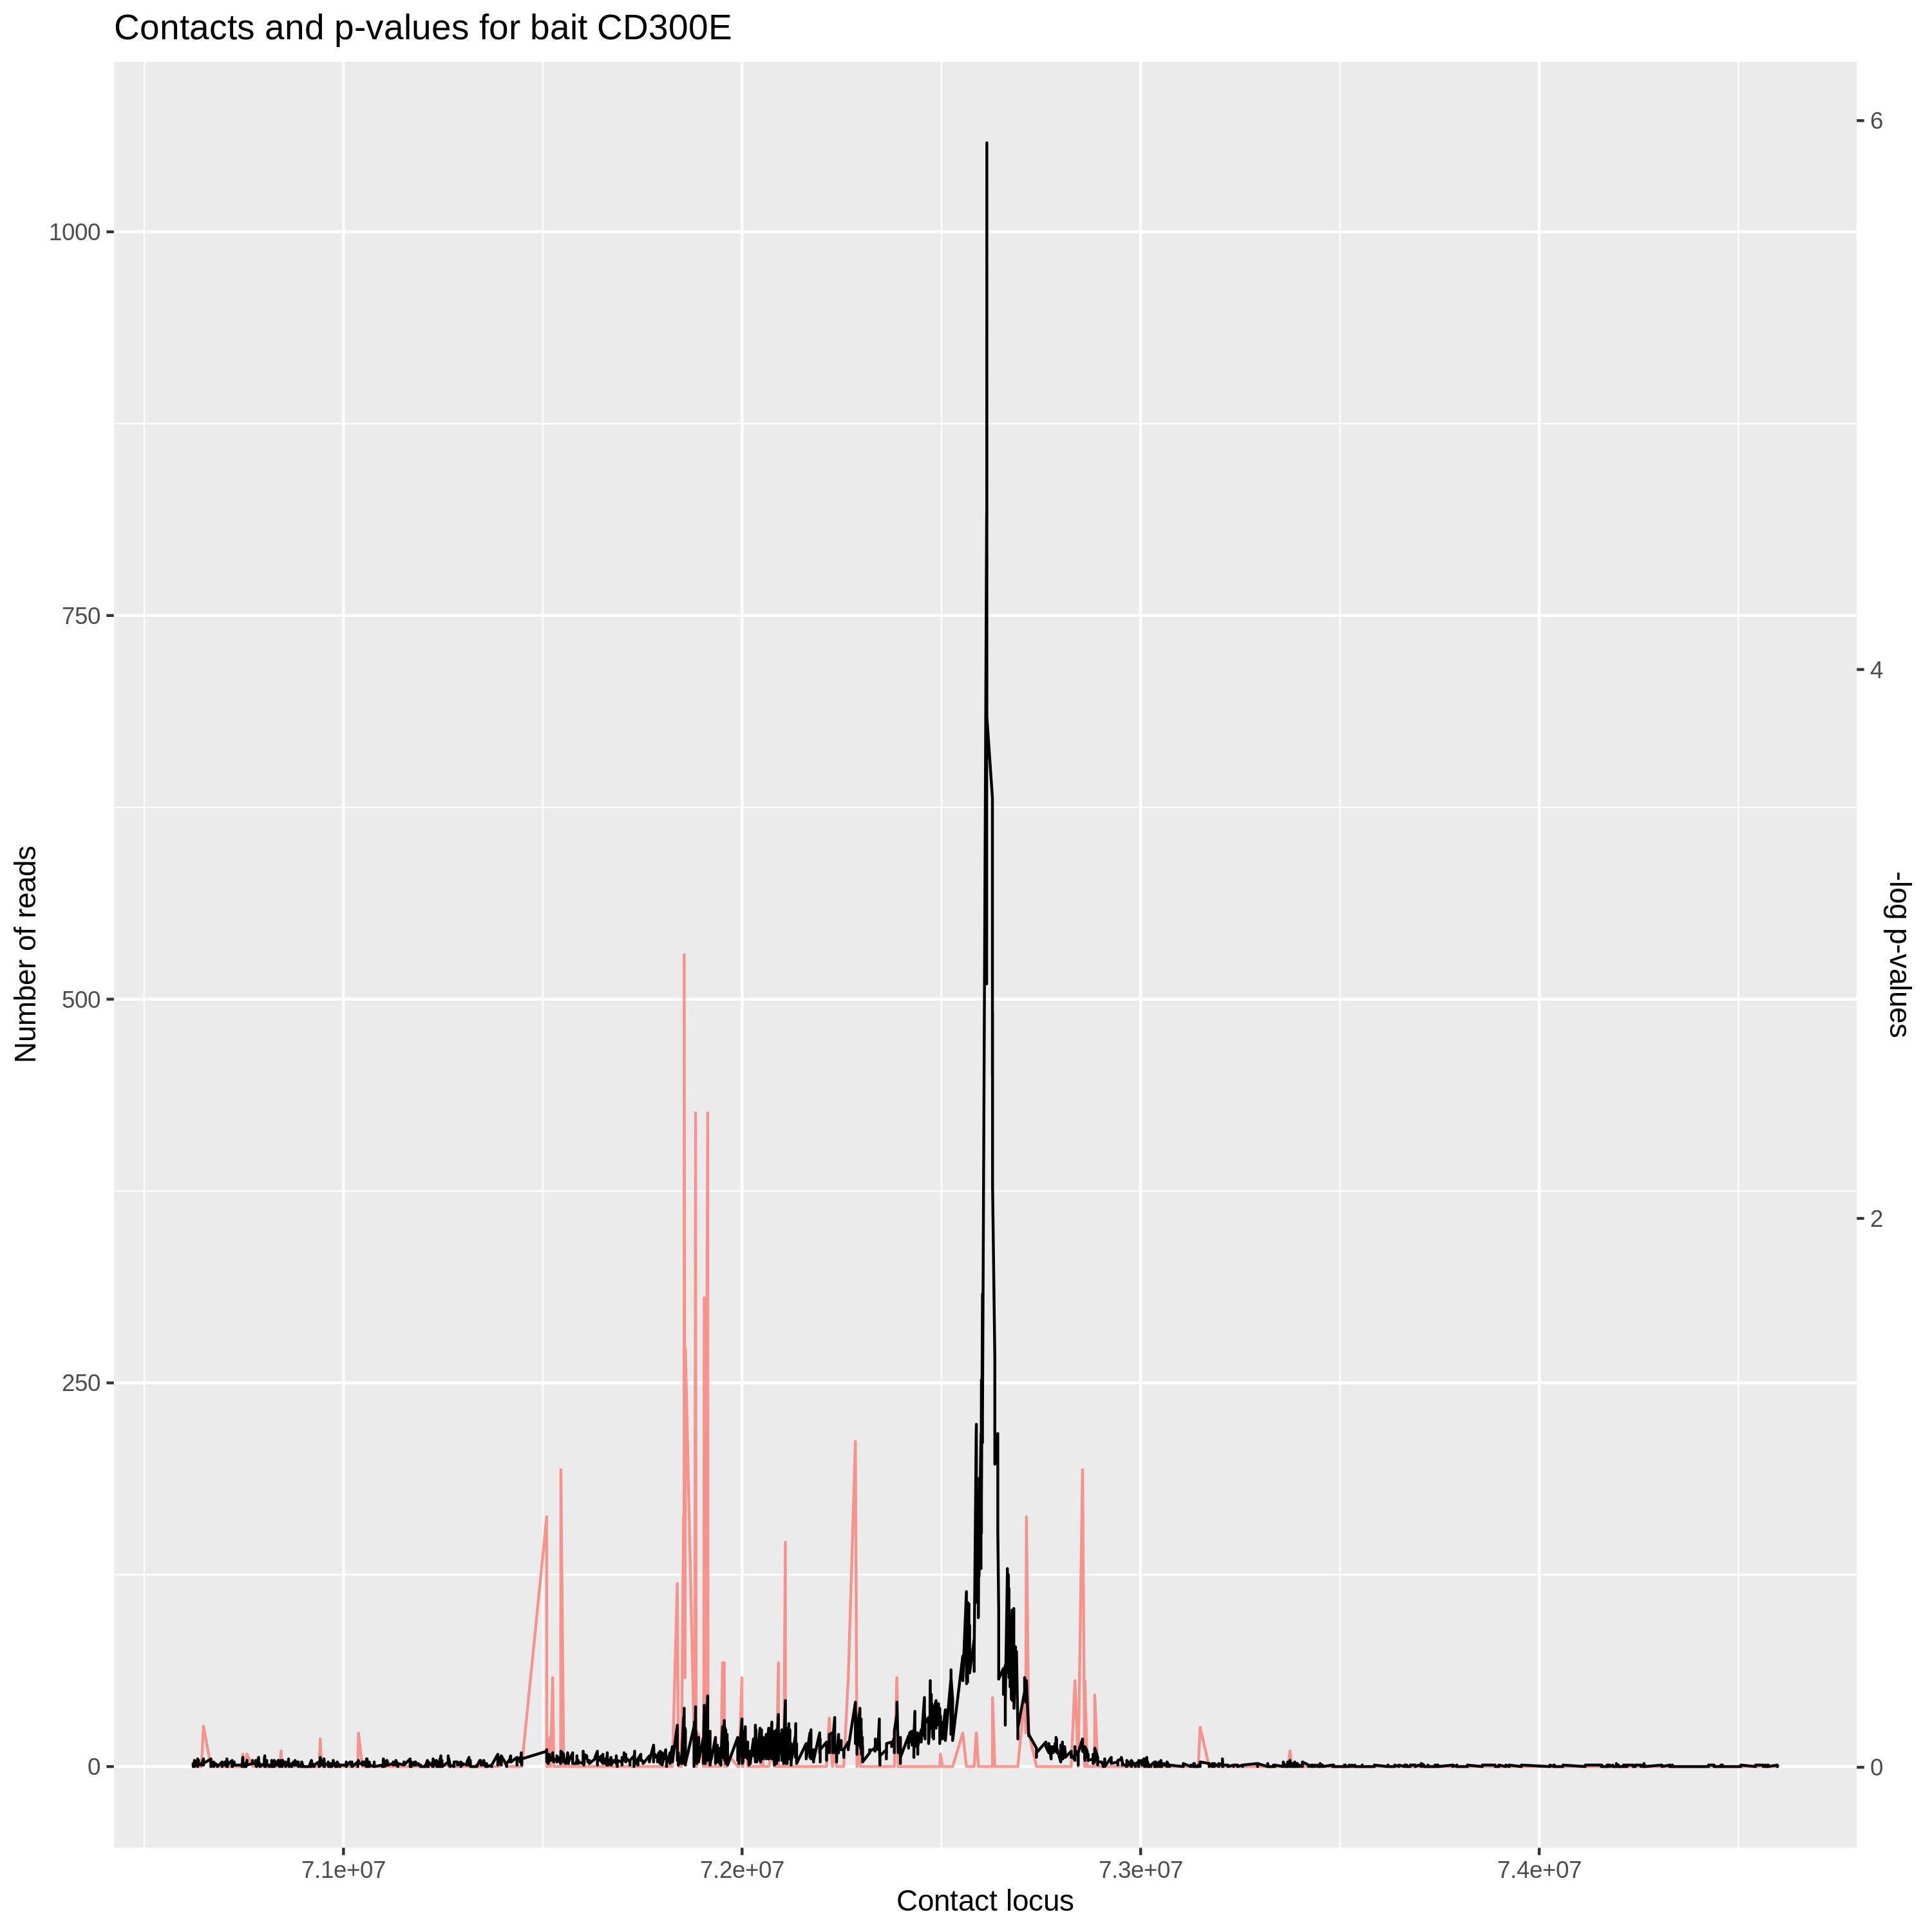 Contacts and p-values for bait CD300E
1000
750
500
250
0
Number of reads
6
4
2
0
-log p-values
7.1e+07 7.2e+07 7.3e+07 7.4e+07
Contact locus